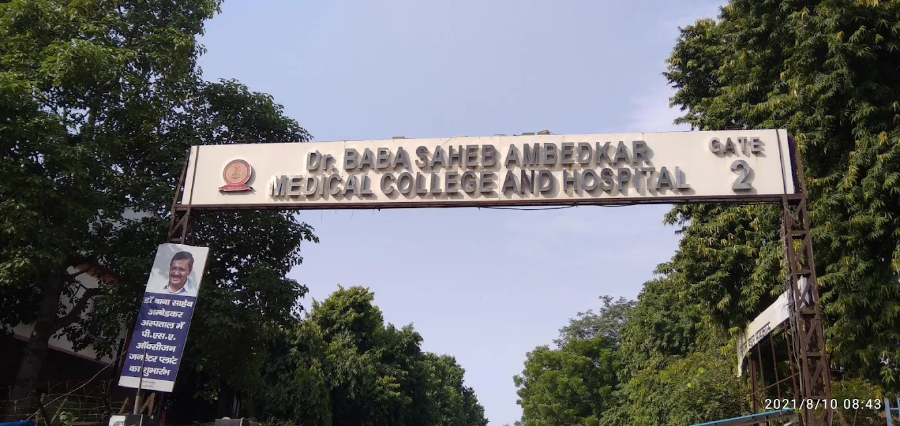 Dr. BABA SAHEB AMBEDKAR
MEDICAL COLLEGE AND HOSPITAL
GATE
2
डॉ बाबा साहेब
अम्बेडकर
अस्पताल में
पी.एस.ए.
ऑक्सीजन
जनरेटर प्लांट
का शुभारंभ
2021/8/10 08:43